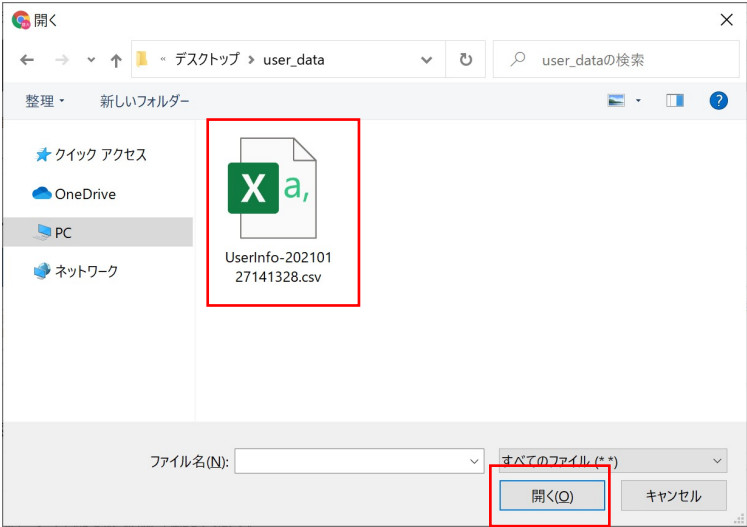 開く
« デスクトップ › user_data
user_dataの検索
整理
新しいフォルダー
?
クイック アクセス
OneDrive
PC
ネットワーク
X a,
UserInfo-202101
27141328.csv
ファイル名(N):
すべてのファイル (*.*)
開く(O)
キャンセル